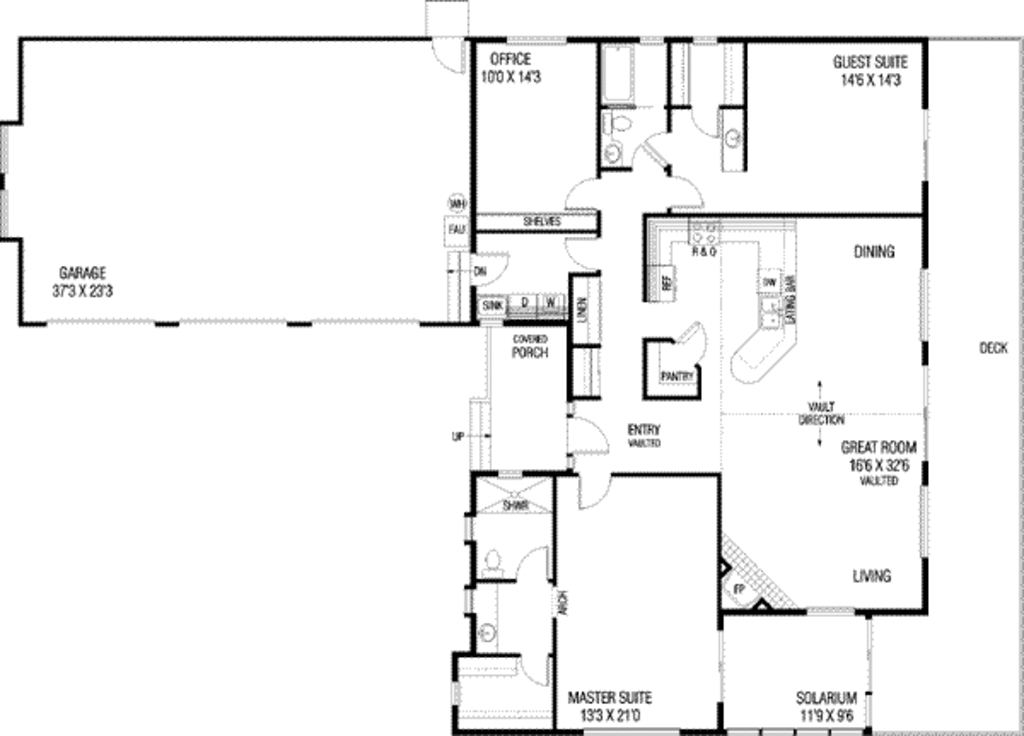 OFFICE
10'0 X 14'3
GUEST SUITE
14'6 X 14'3
WH
FAU
SHELVES
R & O
DINING
GARAGE
37'3 X 23'3
DN
REF
DW
EATING BAR
SINK
D
W
LINEN
COVERED
PORCH
DECK
PANTRY
VAULT
DIRECTION
UP
ENTRY
VAULTED
GREAT ROOM
16'6 X 32'6
VAULTED
SHWR
LIVING
FP
ARCH
MASTER SUITE
13'3 X 21'0
SOLARIUM
11'9 X 9'6